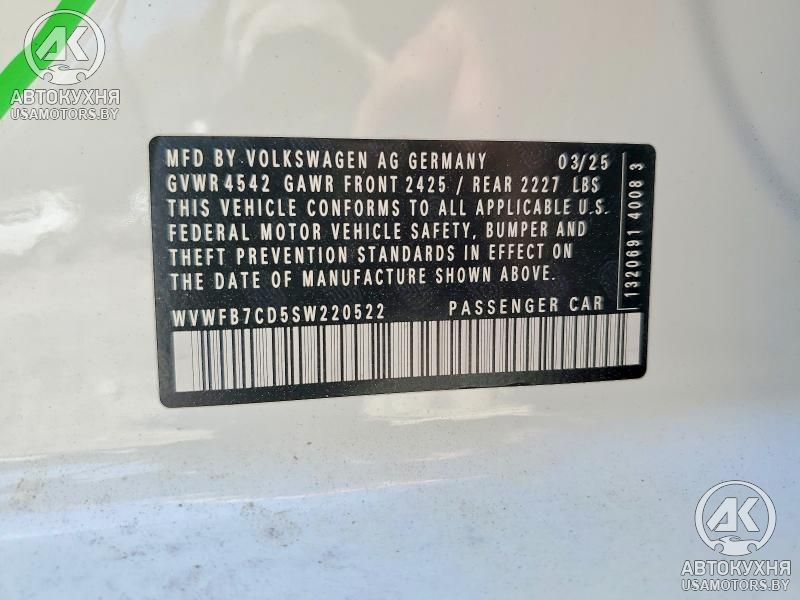 АК
АВТОКУХНЯ
USAMOTORS.BY
MFD BY VOLKSWAGEN AG GERMANY 03/25
GVWR 4542 GAWR FRONT 2425 / REAR 2227 LBS
THIS VEHICLE CONFORMS TO ALL APPLICABLE U.S.
FEDERAL MOTOR VEHICLE SAFETY, BUMPER AND
THEFT PREVENTION STANDARDS IN EFFECT ON
THE DATE OF MANUFACTURE SHOWN ABOVE.
WVWFB7CD5SW220522 PASSENGER CAR
1320691 4008 3
АК
АВТОКУХНЯ
USAMOTORS.BY